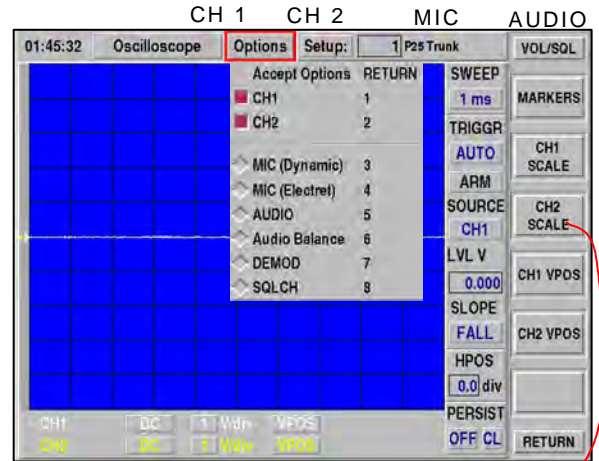 CH 1 CH 2 MIC AUDIO
01:45:32 Oscilloscope Options Setup: 1 P25 Trunk VOL/SQL
Accept Options RETURN
CH1 1
CH2 2
MIC (Dynamic) 3
MIC (Electret) 4
AUDIO 5
Audio Balance 6
DEMOD 7
SQLCH 8
SWEEP
1 ms
TRIGGR
AUTO
ARM
SOURCE
CH1
LVL V
0.000
SLOPE
FALL
HPOS
0.0 div
PERSIST
OFF CL
MARKERS
CH1
SCALE
CH2
SCALE
CH1 VPOS
CH2 VPOS
RETURN
CH1 DC 1 V/div VPOS
CH2 DC 1 V/div VPOS